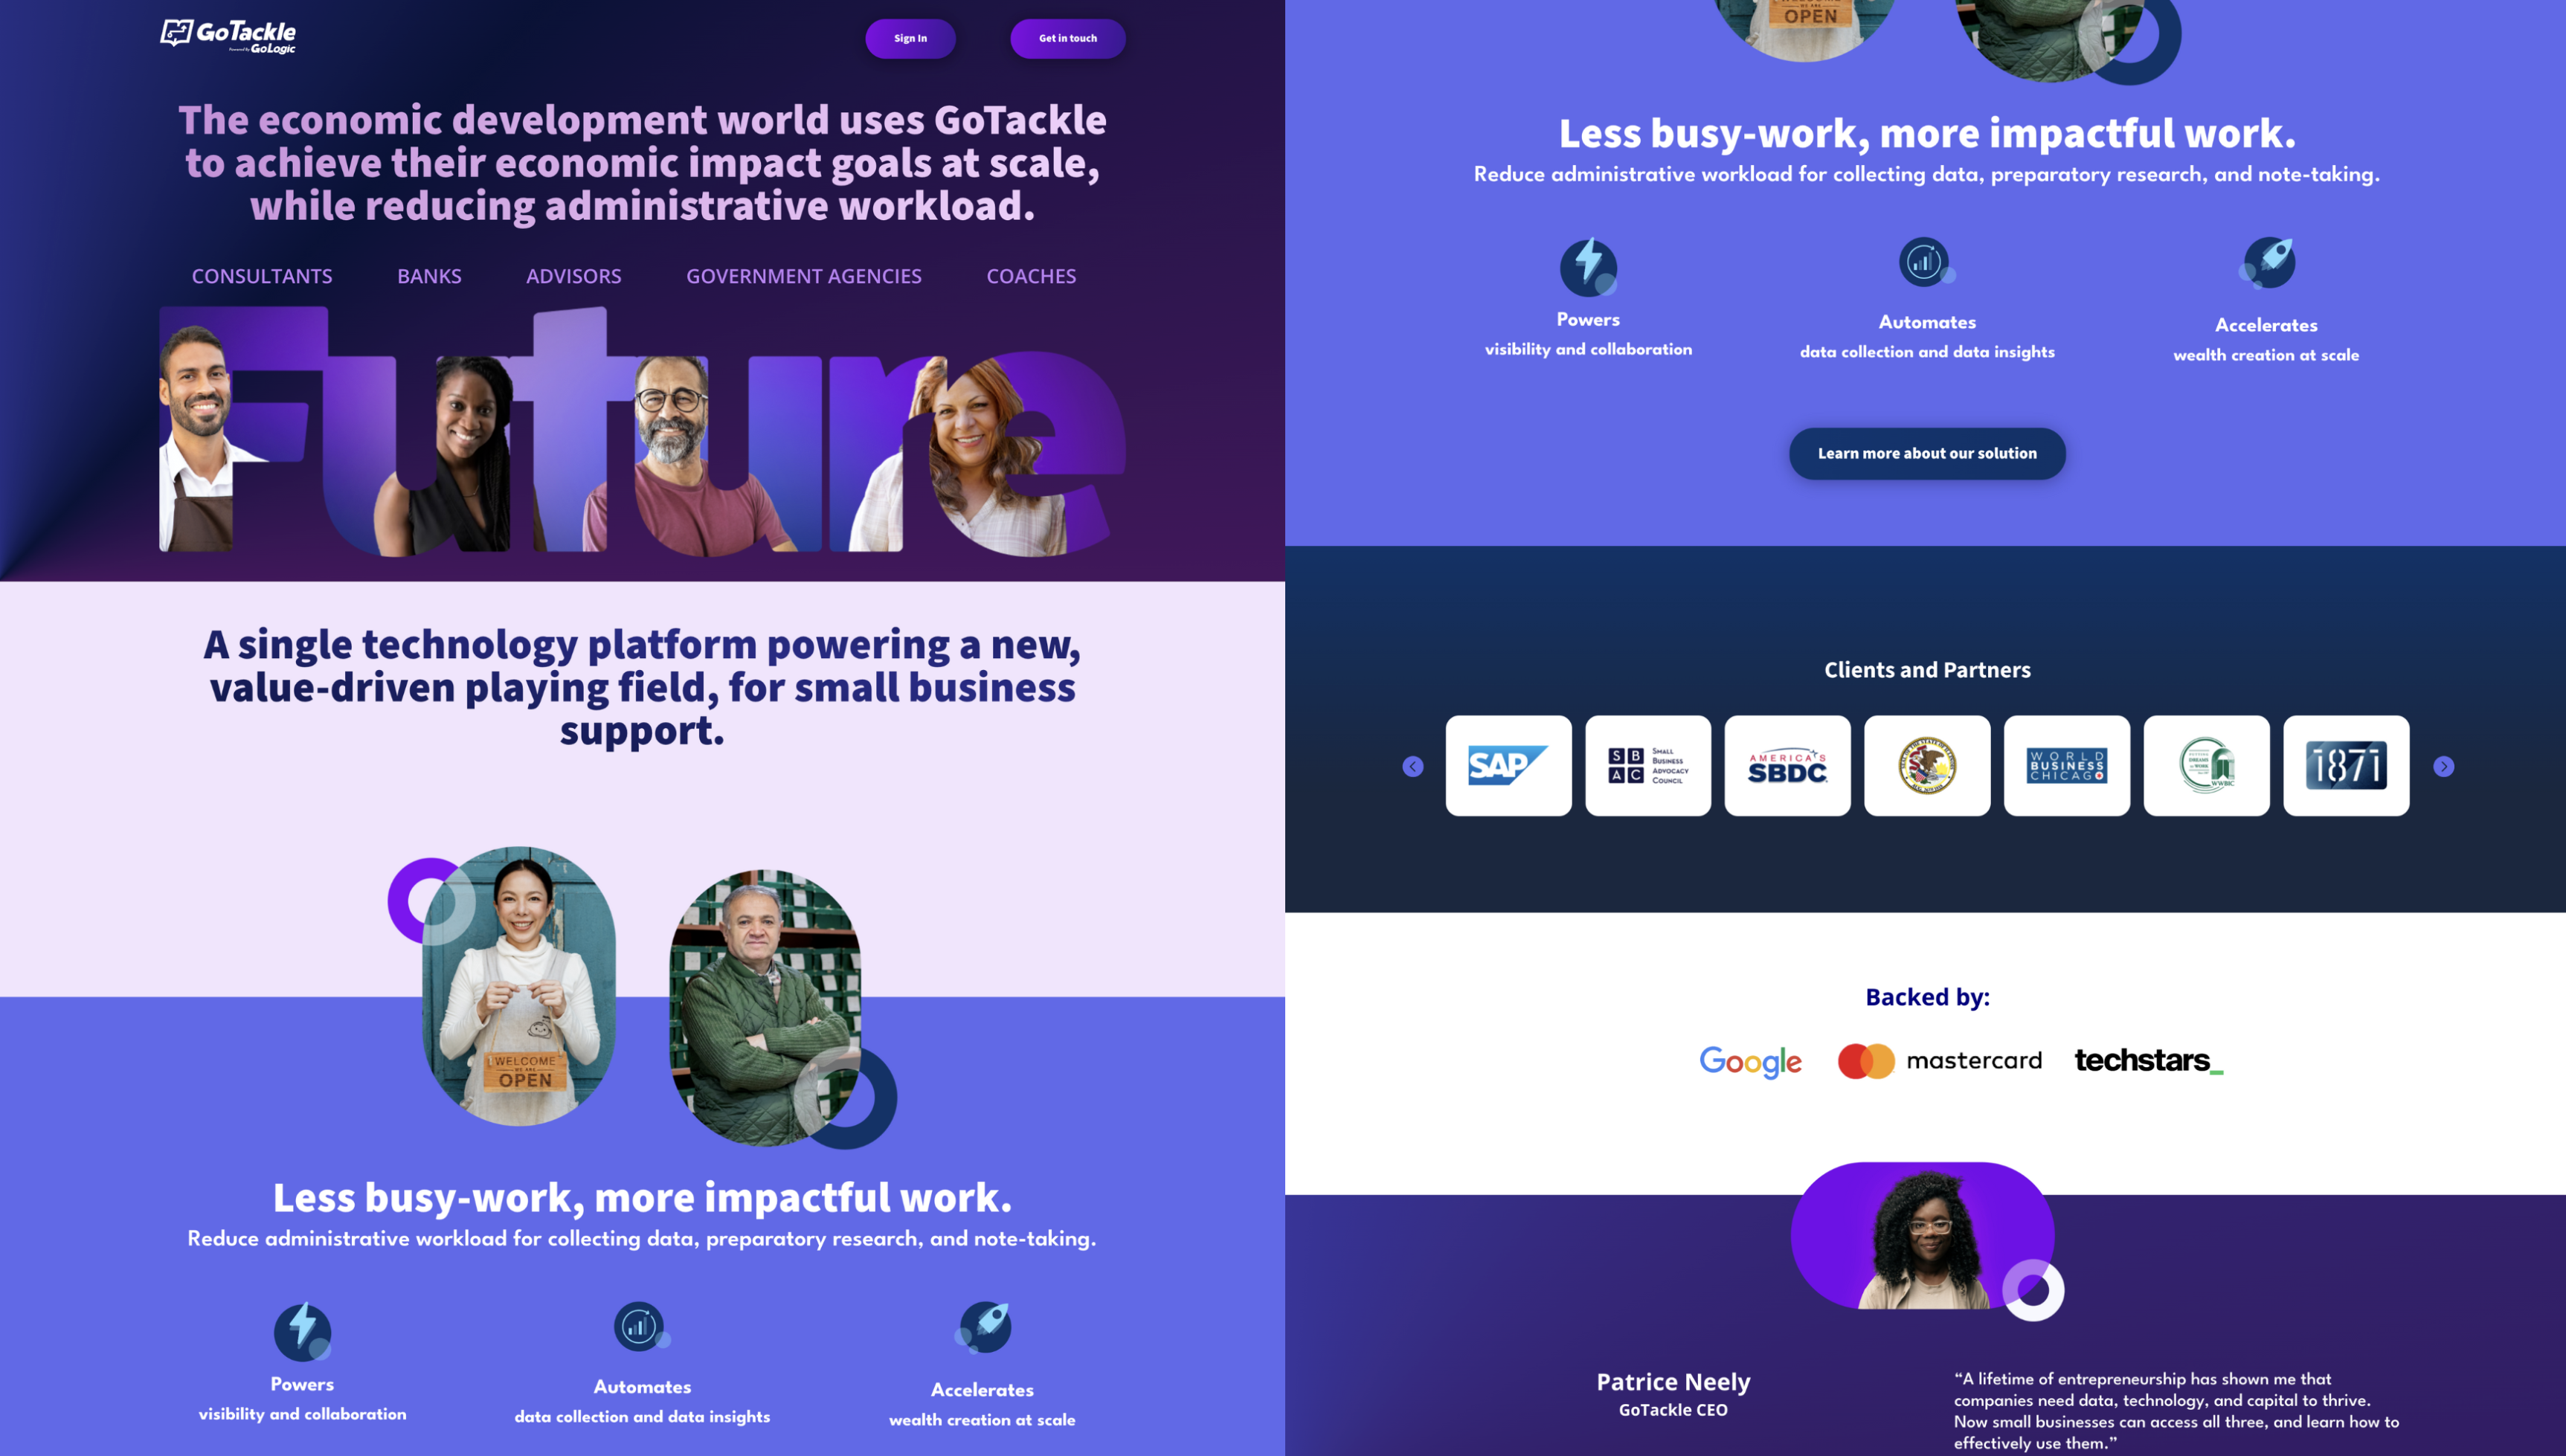 GoTackle
Powered By GoLogic
Sign In
Get in touch
The economic development world uses GoTackle
to achieve their economic impact goals at scale,
while reducing administrative workload.
CONSULTANTS
BANKS
ADVISORS
GOVERNMENT AGENCIES
COACHES
Future
A single technology platform powering a new,
value-driven playing field, for small business
support.
WELCOME
WE ARE
OPEN
Less busy-work, more impactful work.
Reduce administrative workload for collecting data, preparatory research, and note-taking.
Powers
visibility and collaboration
Automates
data collection and data insights
Accelerates
wealth creation at scale
OPEN
Less busy-work, more impactful work.
Reduce administrative workload for collecting data, preparatory research, and note-taking.
Powers
visibility and collaboration
Automates
data collection and data insights
Accelerates
wealth creation at scale
Learn more about our solution
Clients and Partners
SAP
SB
AC
SMALL
BUSINESS
ADVOCACY
COUNCIL
AMERICA'S
SBDC
WORLD
BUSINESS
CHICAGO
WWBIC
1871
Backed by:
Google
mastercard
techstars_
Patrice Neely
GoTackle CEO
“A lifetime of entrepreneurship has shown me that
companies need data, technology, and capital to thrive.
Now small businesses can access all three, and learn how to
effectively use them.”